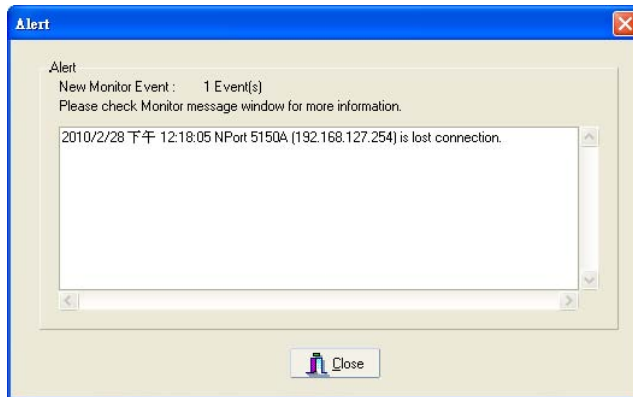 Alert
Alert
New Monitor Event : 1 Event(s)
Please check Monitor message window for more information.
2010/2/28 下午 12:18:05 NPort 5150A (192.168.127.254) is lost connection.
Close